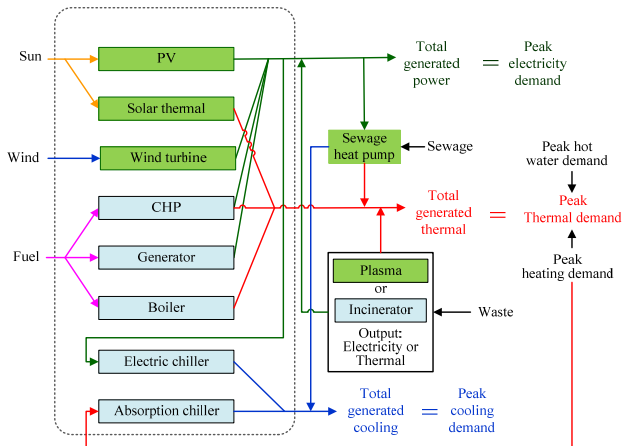 Sun
PV
Solar thermal
Wind
Wind turbine
Fuel
CHP
Generator
Boiler
Electric chiller
Absorption chiller
Total
generated
power
=
Peak
electricity
demand
Sewage
heat pump
Sewage
Peak hot
water demand
Total
generated
thermal
=
Peak
Thermal demand
Peak
heating demand
Plasma
or
Incinerator
Output:
Electricity or
Thermal
Waste
Total
generated
cooling
=
Peak
cooling
demand